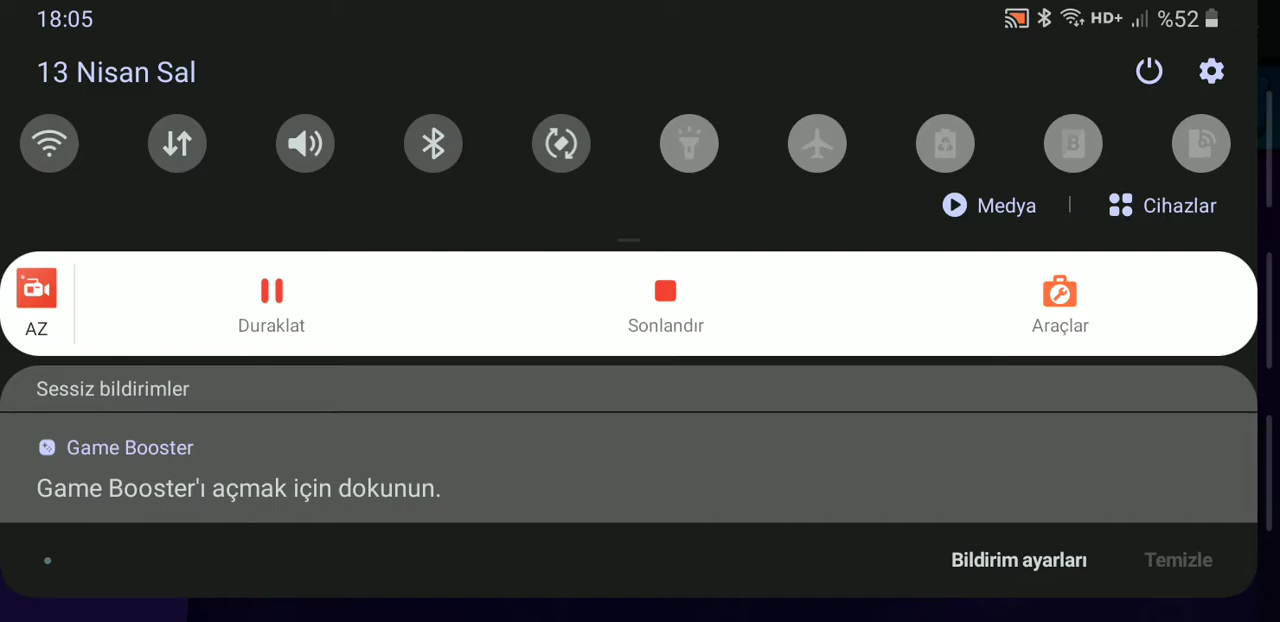 18:05
HD+
%52
13 Nisan Sal
Medya
Cihazlar
AZ
Duraklat
Sonlandır
Araçlar
Sessiz bildirimler
Game Booster
Game Booster'ı açmak için dokunun.
Bildirim ayarları
Temizle